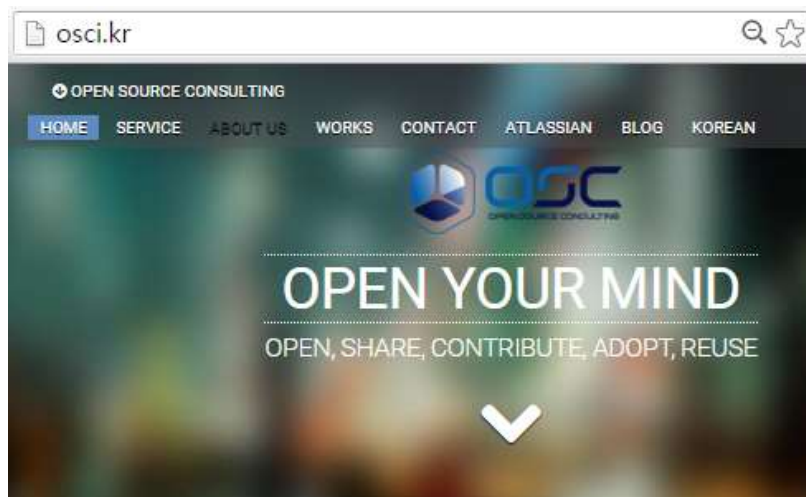 osci.kr
OPEN SOURCE CONSULTING
HOME SERVICE ABOUT US WORKS CONTACT ATLASSIAN BLOG KOREAN
OSC
OPEN SOURCE CONSULTING
OPEN YOUR MIND
OPEN, SHARE, CONTRIBUTE, ADOPT, REUSE